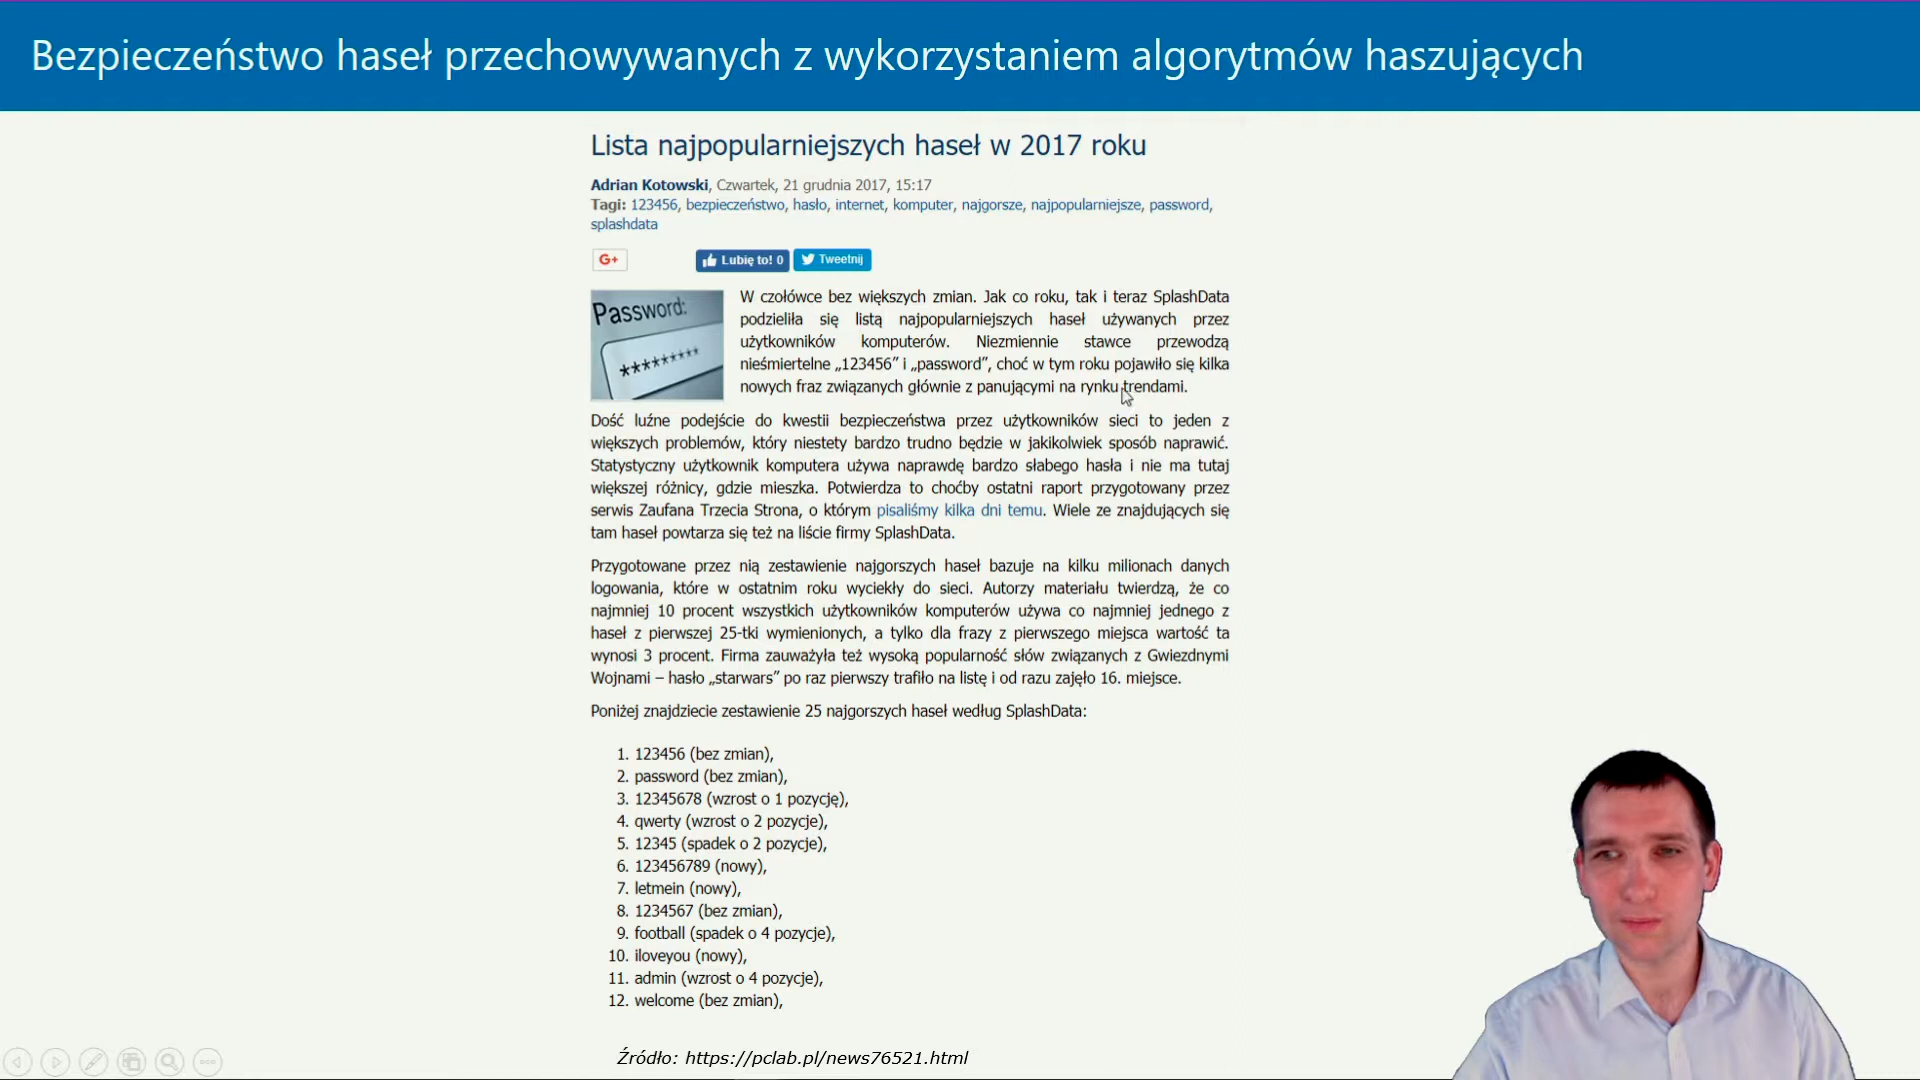 Bezpieczeństwo haseł przechowywanych z wykorzystaniem algorytmów haszujących
Lista najpopularniejszych haseł w 2017 roku
Adrian Kotowski, Czwartek, 21 grudnia 2017, 15:17
Tagi: 123456, bezpieczeństwo, hasło, internet, komputer, najgorsze, najpopularniejsze, password,
splashdata
G+ Lubię to! 0 Tweetnij
Password:
*********
W czołówce bez większych zmian. Jak co roku, tak i teraz SplashData
podzieliła się listą najpopularniejszych haseł używanych przez
użytkowników komputerów. Niezmiennie stawce przewodzą
nieśmiertelne „123456” i „password”, choć w tym roku pojawiło się kilka
nowych fraz związanych głównie z panującymi na rynku trendami.
Dość luźne podejście do kwestii bezpieczeństwa przez użytkowników sieci to jeden z
większych problemów, który niestety bardzo trudno będzie w jakikolwiek sposób naprawić.
Statystyczny użytkownik komputera używa naprawdę bardzo słabego hasła i nie ma tutaj
większej różnicy, gdzie mieszka. Potwierdza to choćby ostatni raport przygotowany przez
serwis Zaufana Trzecia Strona, o którym pisaliśmy kilka dni temu. Wiele ze znajdujących się
tam haseł powtarza się też na liście firmy SplashData.
Przygotowane przez nią zestawienie najgorszych haseł bazuje na kilku milionach danych
logowania, które w ostatnim roku wyciekły do sieci. Autorzy materiału twierdzą, że co
najmniej 10 procent wszystkich użytkowników komputerów używa co najmniej jednego z
haseł z pierwszej 25-tki wymienionych, a tylko dla frazy z pierwszego miejsca wartość ta
wynosi 3 procent. Firma zauważyła też wysoką popularność słów związanych z Gwiezdnymi
Wojnami – hasło „starwars” po raz pierwszy trafiło na listę i od razu zajęło 16. miejsce.
Poniżej znajdziecie zestawienie 25 najgorszych haseł według SplashData:
1. 123456 (bez zmian),
2. password (bez zmian),
3. 12345678 (wzrost o 1 pozycję),
4. qwerty (wzrost o 2 pozycje),
5. 12345 (spadek o 2 pozycje),
6. 123456789 (nowy),
7. letmein (nowy),
8. 1234567 (bez zmian),
9. football (spadek o 4 pozycje),
10. iloveyou (nowy),
11. admin (wzrost o 4 pozycje),
12. welcome (bez zmian),
Źródło: https://pclab.pl/news76521.html